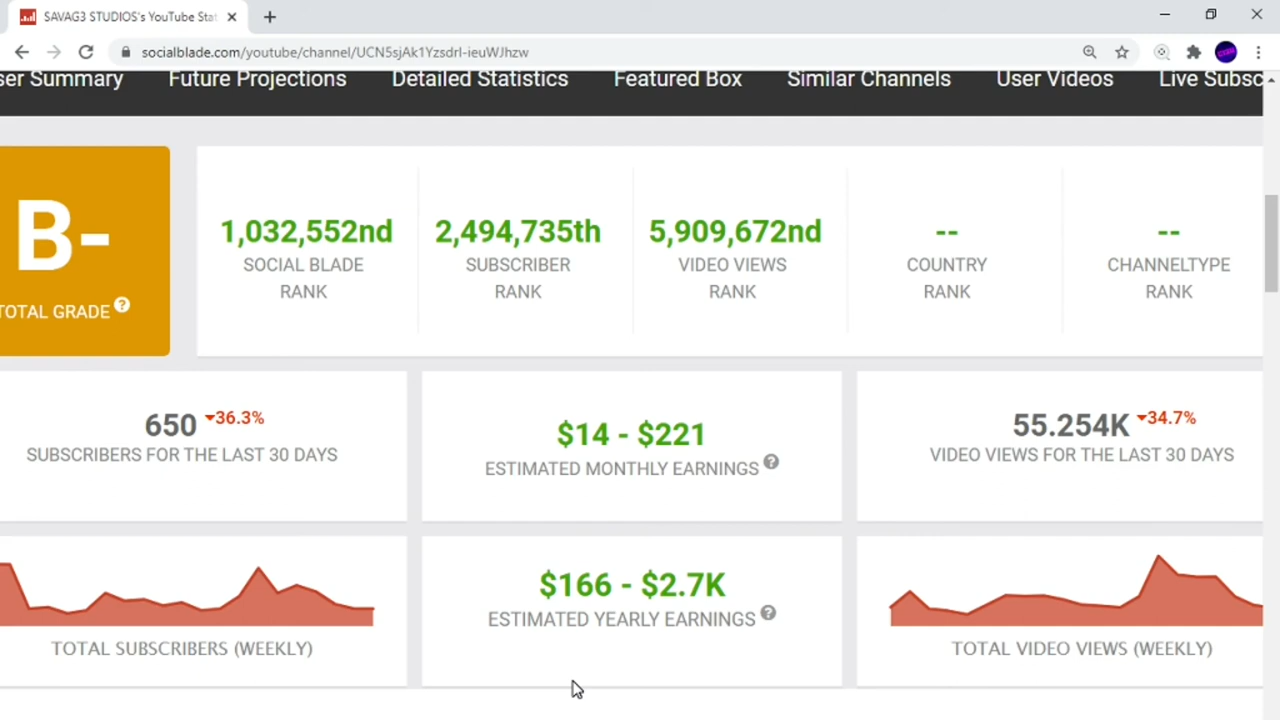 SAVAG3 STUDIOS's YouTube Stat
socialblade.com/youtube/channel/UCN5sjAk1Yzsdrl-ieuWJhzw
ser Summary Future Projections Detailed Statistics Featured Box Similar Channels User Videos Live Subsc
B-
TOTAL GRADE ?
1,032,552nd
SOCIAL BLADE
RANK
2,494,735th
SUBSCRIBER
RANK
5,909,672nd
VIDEO VIEWS
RANK
--
COUNTRY
RANK
--
CHANNELTYPE
RANK
650 36.3%
SUBSCRIBERS FOR THE LAST 30 DAYS
$14 - $221
ESTIMATED MONTHLY EARNINGS ?
55.254K 34.7%
VIDEO VIEWS FOR THE LAST 30 DAYS
TOTAL SUBSCRIBERS (WEEKLY)
$166 - $2.7K
ESTIMATED YEARLY EARNINGS ?
TOTAL VIDEO VIEWS (WEEKLY)